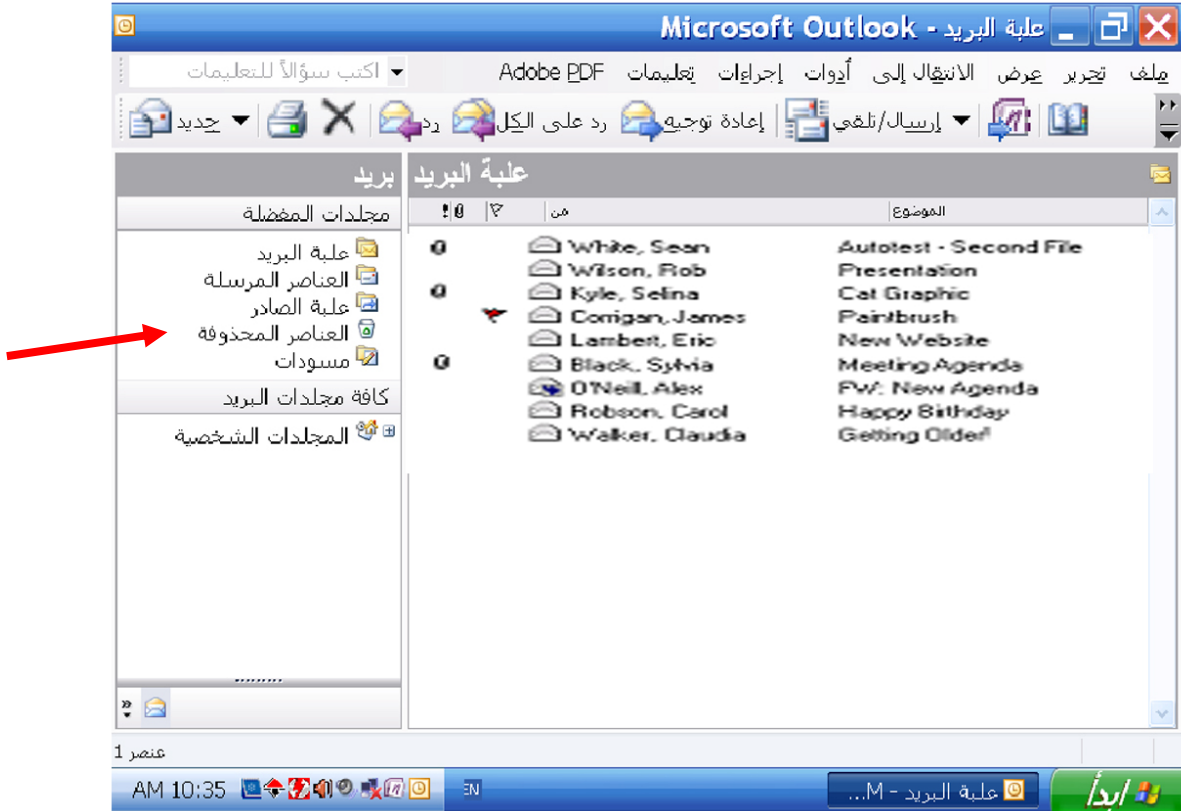 علبة البريد - Microsoft Outlook
ملف تحرير عرض الانتقال إلى أدوات إجراءات تعليمات Adobe PDF اكتب سؤالاً للتعليمات
جديد رد رد على الكل إعادة توجيه إرسال/تلقي
بريد
علبة البريد
مجلدات المفضلة
علبة البريد
العناصر المرسلة
علبة الصادر
العناصر المحذوفة
مسودات
كافة مجلدات البريد
المجلدات الشخصية
من الموضوع
White, Sean Autotest - Second File
Wilson, Rob Presentation
Kyle, Selina Cat Graphic
Corrigan, James Paintbrush
Lambert, Eric New Website
Black, Sylvia Meeting Agenda
O'Neill, Alex FW: New Agenda
Robson, Carol Happy Birthday
Walker, Claudia Getting Older!
عنصر 1
ابدأ علبة البريد - M... EN 10:35 AM